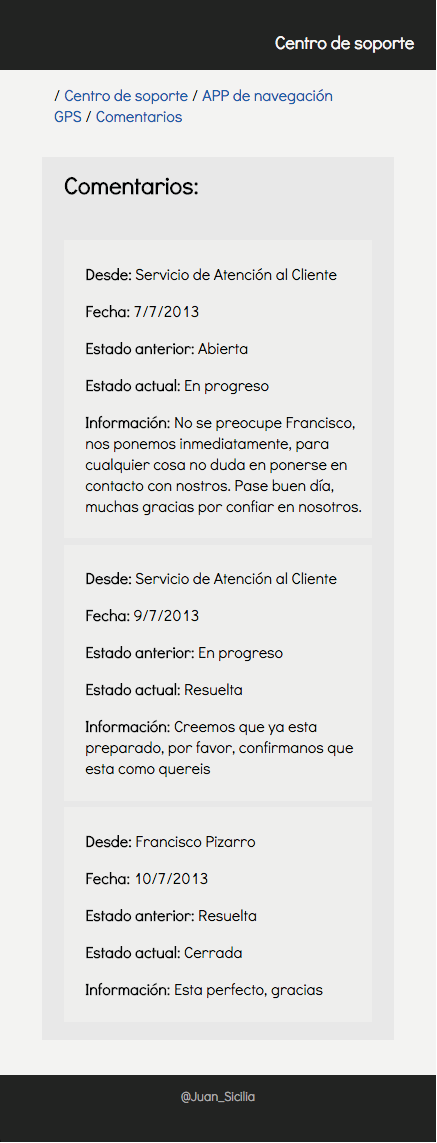 Centro de soporte
/ Centro de soporte / APP de navegación
GPS / Comentarios
Comentarios:
Desde: Servicio de Atención al Cliente
Fecha: 7/7/2013
Estado anterior: Abierta
Estado actual: En progreso
Información: No se preocupe Francisco,
nos ponemos inmediatamente, para
cualquier cosa no duda en ponerse en
contacto con nostros. Pase buen día,
muchas gracias por confiar en nosotros.
Desde: Servicio de Atención al Cliente
Fecha: 9/7/2013
Estado anterior: En progreso
Estado actual: Resuelta
Información: Creemos que ya esta
preparado, por favor, confirmanos que
esta como quereis
Desde: Francisco Pizarro
Fecha: 10/7/2013
Estado anterior: Resuelta
Estado actual: Cerrada
Información: Esta perfecto, gracias
@Juan_Sicilia